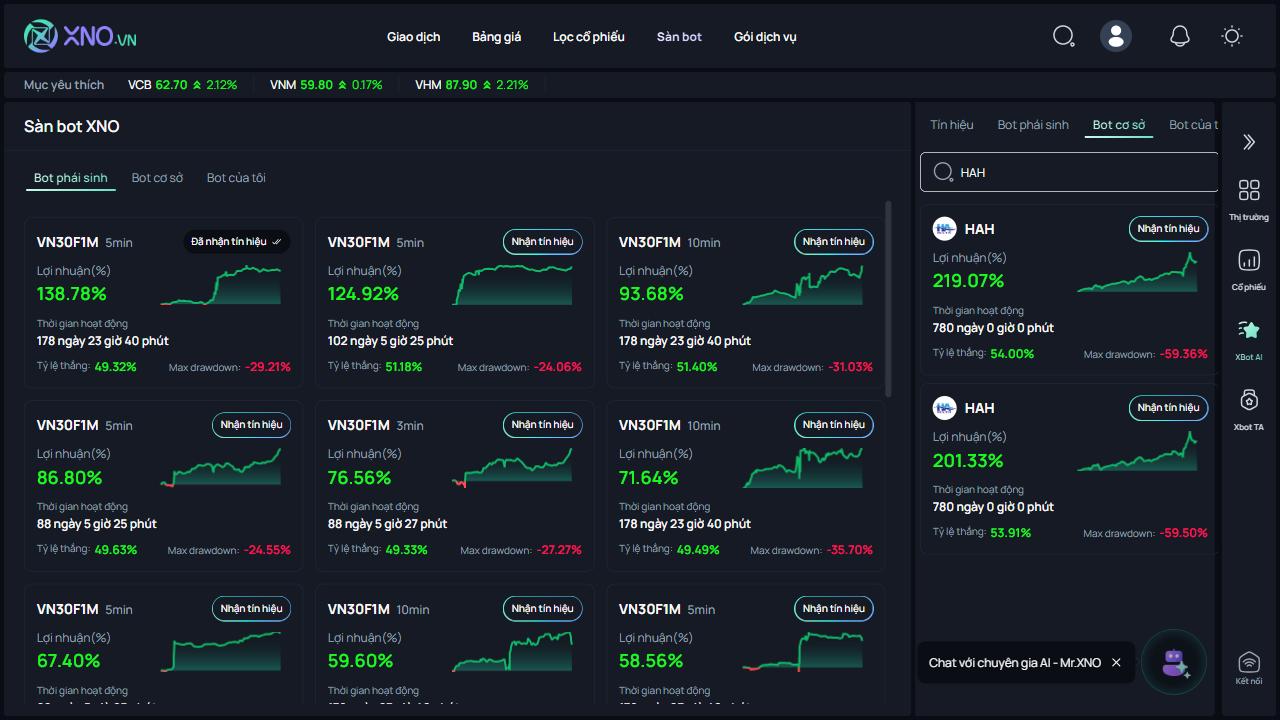 XNO.VN
Giao dịch
Bảng giá
Lọc cổ phiếu
Sàn bot
Gói dịch vụ
Mục yêu thích
VCB 62.70 2.12%
VNM 59.80 0.17%
VHM 87.90 2.21%
Sàn bot XNO
Bot phái sinh
Bot cơ sở
Bot của tôi
VN30F1M 5min
Đã nhận tín hiệu
Lợi nhuận(%)
138.78%
Thời gian hoạt động
178 ngày 23 giờ 40 phút
Tỷ lệ thắng: 49.32%
Max drawdown: -29.21%
VN30F1M 5min
Nhận tín hiệu
Lợi nhuận(%)
124.92%
Thời gian hoạt động
102 ngày 5 giờ 25 phút
Tỷ lệ thắng: 51.18%
Max drawdown: -24.06%
VN30F1M 10min
Nhận tín hiệu
Lợi nhuận(%)
93.68%
Thời gian hoạt động
178 ngày 23 giờ 40 phút
Tỷ lệ thắng: 51.40%
Max drawdown: -31.03%
VN30F1M 5min
Nhận tín hiệu
Lợi nhuận(%)
86.80%
Thời gian hoạt động
88 ngày 5 giờ 25 phút
Tỷ lệ thắng: 49.63%
Max drawdown: -24.55%
VN30F1M 3min
Nhận tín hiệu
Lợi nhuận(%)
76.56%
Thời gian hoạt động
88 ngày 5 giờ 27 phút
Tỷ lệ thắng: 49.33%
Max drawdown: -27.27%
VN30F1M 10min
Nhận tín hiệu
Lợi nhuận(%)
71.64%
Thời gian hoạt động
178 ngày 23 giờ 40 phút
Tỷ lệ thắng: 49.49%
Max drawdown: -35.70%
VN30F1M 5min
Nhận tín hiệu
Lợi nhuận(%)
67.40%
Thời gian hoạt động
VN30F1M 10min
Nhận tín hiệu
Lợi nhuận(%)
59.60%
Thời gian hoạt động
VN30F1M 5min
Nhận tín hiệu
Lợi nhuận(%)
58.56%
Thời gian hoạt động
Tín hiệu
Bot phái sinh
Bot cơ sở
Bot của t
HAH
HAH
Nhận tín hiệu
Lợi nhuận(%)
219.07%
Thời gian hoạt động
780 ngày 0 giờ 0 phút
Tỷ lệ thắng: 54.00%
Max drawdown: -59.36%
HAH
Nhận tín hiệu
Lợi nhuận(%)
201.33%
Thời gian hoạt động
780 ngày 0 giờ 0 phút
Tỷ lệ thắng: 53.91%
Max drawdown: -59.50%
Chat với chuyên gia AI - Mr.XNO
Thị trường
Cổ phiếu
XBot AI
Xbot TA
Kết nối